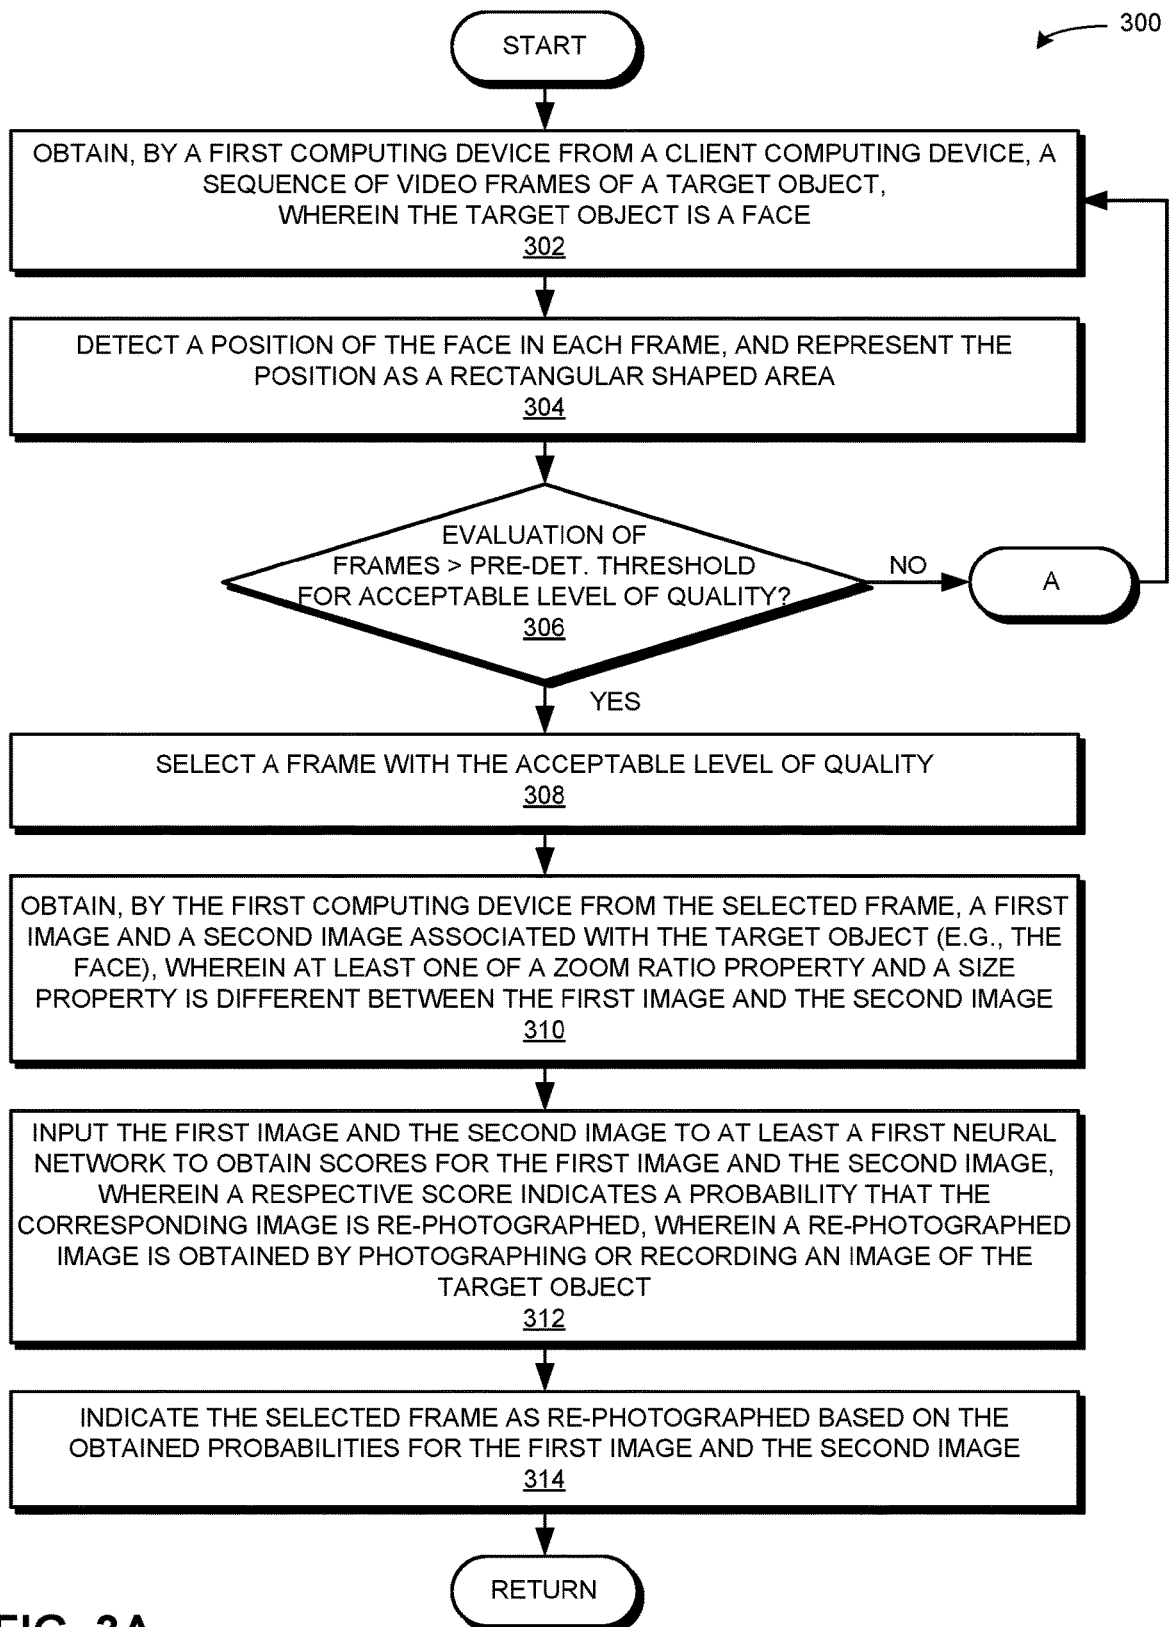 START
300
OBTAIN, BY A FIRST COMPUTING DEVICE FROM A CLIENT COMPUTING DEVICE, A
SEQUENCE OF VIDEO FRAMES OF A TARGET OBJECT,
WHEREIN THE TARGET OBJECT IS A FACE
302
DETECT A POSITION OF THE FACE IN EACH FRAME, AND REPRESENT THE
POSITION AS A RECTANGULAR SHAPED AREA
304
EVALUATION OF
FRAMES > PRE-DET. THRESHOLD
FOR ACCEPTABLE LEVEL OF QUALITY?
306
NO
A
YES
SELECT A FRAME WITH THE ACCEPTABLE LEVEL OF QUALITY
308
OBTAIN, BY THE FIRST COMPUTING DEVICE FROM THE SELECTED FRAME, A FIRST
IMAGE AND A SECOND IMAGE ASSOCIATED WITH THE TARGET OBJECT (E.G., THE
FACE), WHEREIN AT LEAST ONE OF A ZOOM RATIO PROPERTY AND A SIZE
PROPERTY IS DIFFERENT BETWEEN THE FIRST IMAGE AND THE SECOND IMAGE
310
INPUT THE FIRST IMAGE AND THE SECOND IMAGE TO AT LEAST A FIRST NEURAL
NETWORK TO OBTAIN SCORES FOR THE FIRST IMAGE AND THE SECOND IMAGE,
WHEREIN A RESPECTIVE SCORE INDICATES A PROBABILITY THAT THE
CORRESPONDING IMAGE IS RE-PHOTOGRAPHED, WHEREIN A RE-PHOTOGRAPHED
IMAGE IS OBTAINED BY PHOTOGRAPHING OR RECORDING AN IMAGE OF THE
TARGET OBJECT
312
INDICATE THE SELECTED FRAME AS RE-PHOTOGRAPHED BASED ON THE
OBTAINED PROBABILITIES FOR THE FIRST IMAGE AND THE SECOND IMAGE
314
RETURN
FIG. 3A